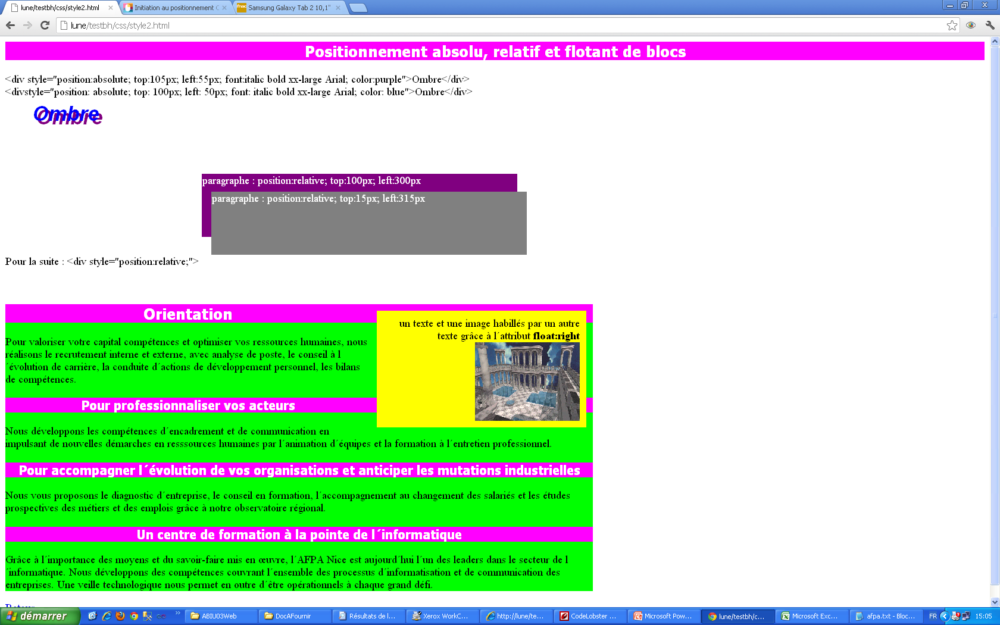 lune/testbh/css/style2.html
Initiation au positionnement C
Samsung Galaxy Tab 2 10,1"
lune/testbh/css/style2.html
Positionnement absolu, relatif et flotant de blocs
<div style="position:absolute; top:105px; left:55px; font:italic bold xx-large Arial; color:purple">Ombre</div>
<divstyle="position: absolute; top: 100px; left: 50px; font: italic bold xx-large Arial; color: blue">Ombre</div>
Ombre
Ombre
paragraphe : position:relative; top:100px; left:300px
paragraphe : position:relative; top:15px; left:315px
Pour la suite : <div style="position:relative;">
Orientation
un texte et une image habillés par un autre
texte grâce à l´attribut float:right
Pour valoriser votre capital compétences et optimiser vos ressources humaines, nous
réalisons le recrutement interne et externe, avec analyse de poste, le conseil à l
´évolution de carrière, la conduite d´actions de développement personnel, les bilans
de compétences.
Pour professionnaliser vos acteurs
Nous développons les compétences d´encadrement et de communication en
impulsant de nouvelles démarches en resssources humaines par l´animation d´équipes et la formation à l´entretien professionnel.
Pour accompagner l´évolution de vos organisations et anticiper les mutations industrielles
Nous vous proposons le diagnostic d´entreprise, le conseil en formation, l´accompagnement au changement des salariés et les études
prospectives des métiers et des emplois grâce à notre observatoire régional.
Un centre de formation à la pointe de l´informatique
Grâce à l´importance des moyens et du savoir-faire mis en œuvre, l´AFPA Nice est aujourd´hui l´un des leaders dans le secteur de l
´informatique. Nous développons des compétences couvrant l´ensemble des processus d´informatisation et de communication des
entreprises. Une veille technologique nous permet en outre d´être opérationnels à chaque grand défi.
Retour
démarrer
ABIU03Web
DocAFournir
Résultats de l...
Xerox WorkC...
http://lune/te...
CodeLobster ...
Microsoft Pow...
lune/testbh/c...
Microsoft Exc...
afpa.txt - Bloc...
FR
15:05